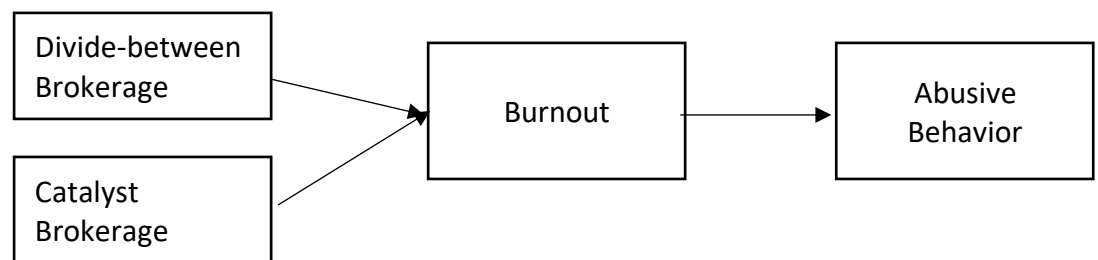 Divide-between
Brokerage
Burnout
Abusive
Behavior
Catalyst
Brokerage